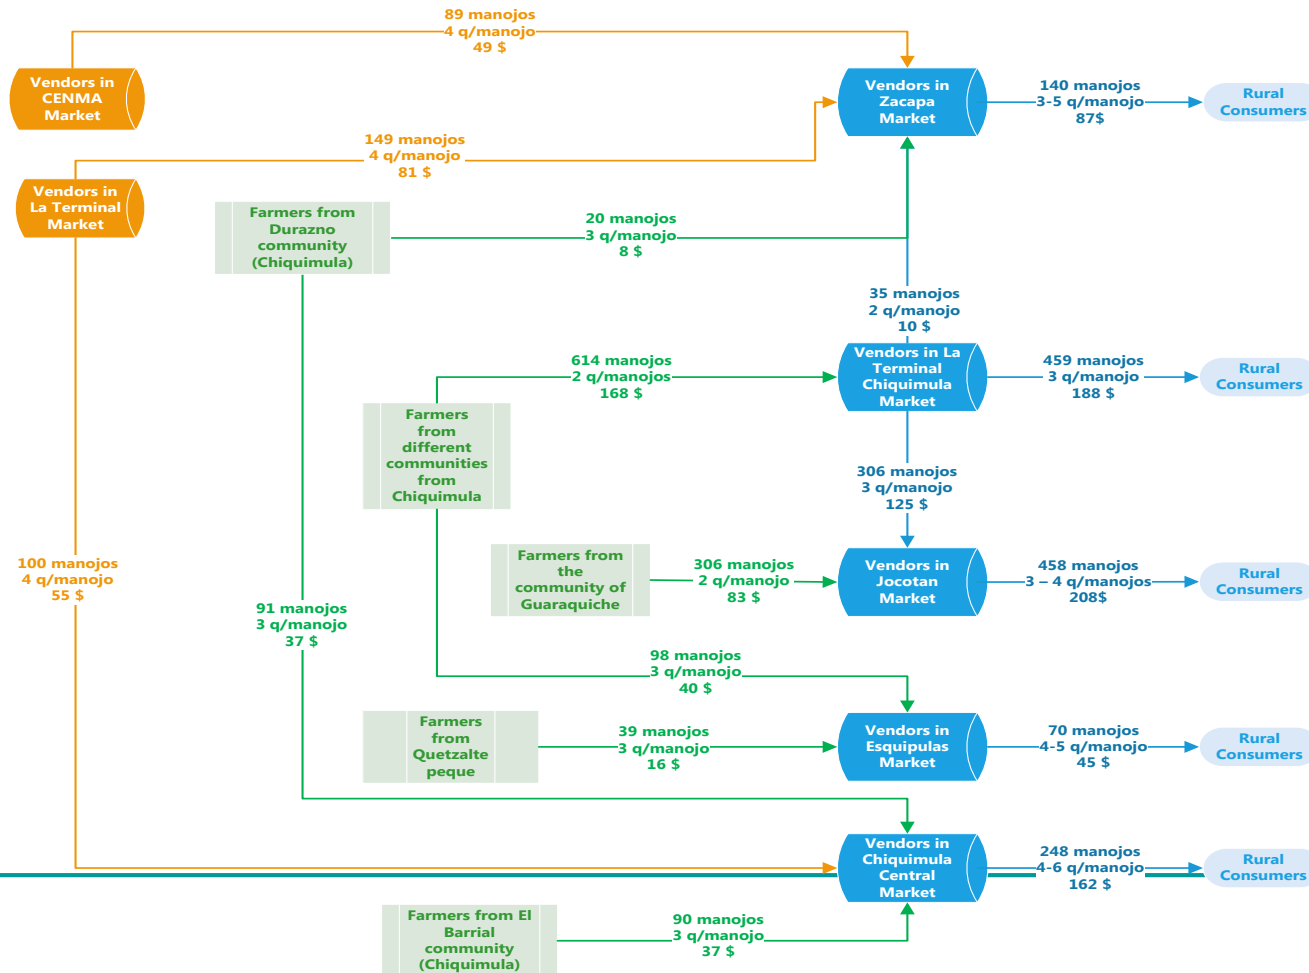 89 manojos
4 q/manojo
49 $
Vendors in
CENMA
Market
Vendors in
Zacapa
Market
140 manojos
3-5 q/manojo
87$
Rural
Consumers
149 manojos
4 q/manojo
81 $
Vendors in
La Terminal
Market
Farmers from
Durazno
community
(Chiquimula)
20 manojos
3 q/manojo
8 $
35 manojos
2 q/manojo
10 $
614 manojos
2 q/manojos
168 $
Vendors in La
Terminal
Chiquimula
Market
459 manojos
3 q/manojo
188 $
Rural
Consumers
Farmers
from
different
communities
from
Chiquimula
306 manojos
3 q/manojo
125 $
100 manojos
4 q/manojo
55 $
Farmers from
the
community of
Guaraquiche
306 manojos
2 q/manojo
83 $
Vendors in
Jocotan
Market
458 manojos
3 – 4 q/manojos
208$
Rural
Consumers
91 manojos
3 q/manojo
37 $
98 manojos
3 q/manojo
40 $
Farmers
from
Quetzalte
peque
39 manojos
3 q/manojo
16 $
Vendors in
Esquipulas
Market
70 manojos
4-5 q/manojo
45 $
Rural
Consumers
Vendors in
Chiquimula
Central
Market
248 manojos
4-6 q/manojo
162 $
Rural
Consumers
Farmers from El
Barrial
community
(Chiquimula)
90 manojos
3 q/manojo
37 $